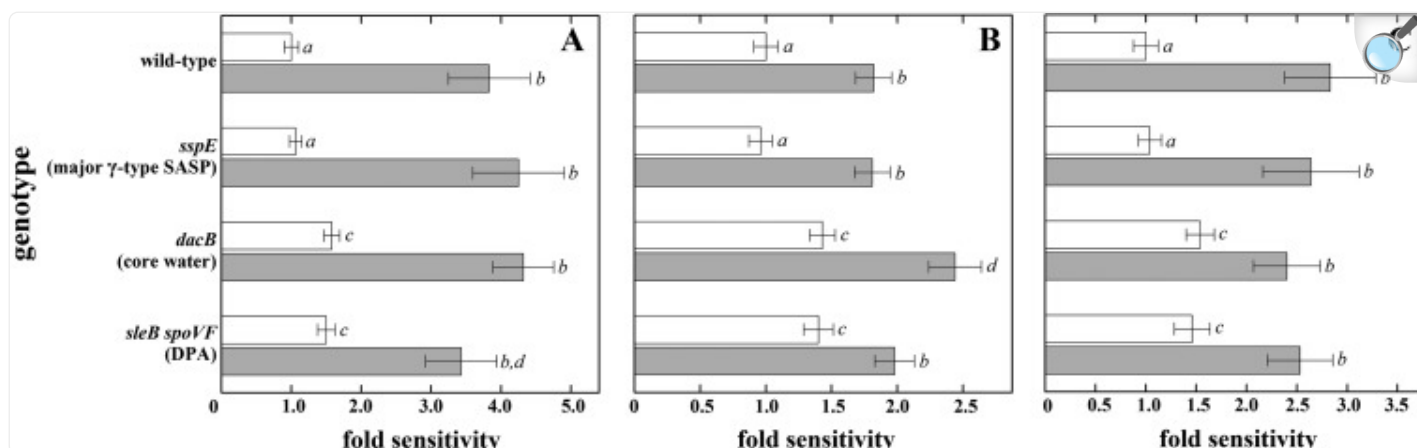 A
B
genotype
wild-type
a
b
a
b
a
b
sspE
(major γ-type SASP)
a
b
a
b
a
b
dacB
(core water)
c
b
c
d
c
b
sleB spoVF
(DPA)
c
b,d
c
b
c
b
0 1.0 2.0 3.0 4.0 5.0
0 0.5 1.0 1.5 2.0 2.5
0 0.5 1.0 1.5 2.0 2.5 3.0 3.5
fold sensitivity
fold sensitivity
fold sensitivity